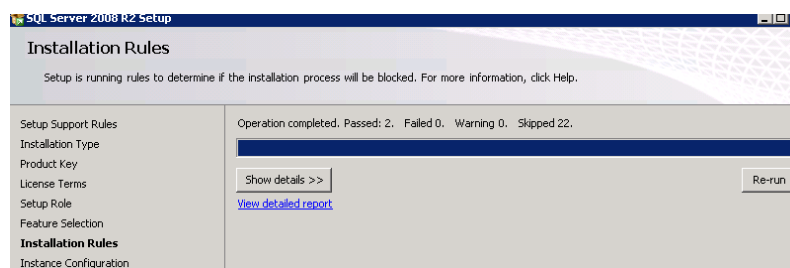 SQL Server 2008 R2 Setup
Installation Rules
Setup is running rules to determine if the installation process will be blocked. For more information, click Help.
Setup Support Rules
Installation Type
Product Key
License Terms
Setup Role
Feature Selection
Installation Rules
Instance Configuration
Operation completed. Passed: 2. Failed 0. Warning 0. Skipped 22.
Show details >>
Re-run
View detailed report